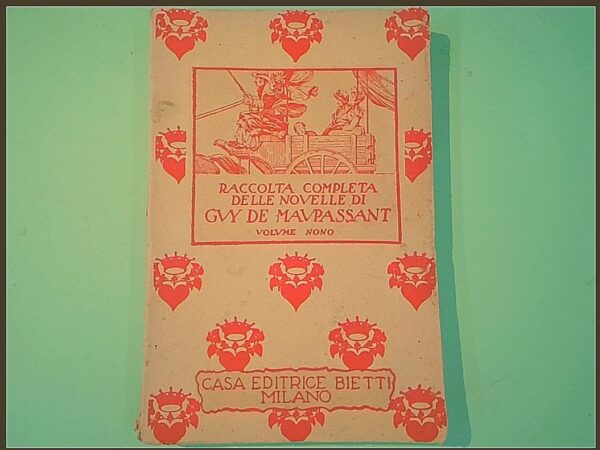 RACCOLTA COMPLETA
DELLE NOVELLE DI
GVY DE MAVPASSANT
VOLVME NONO
CASA EDITRICE BIETTI
MILANO